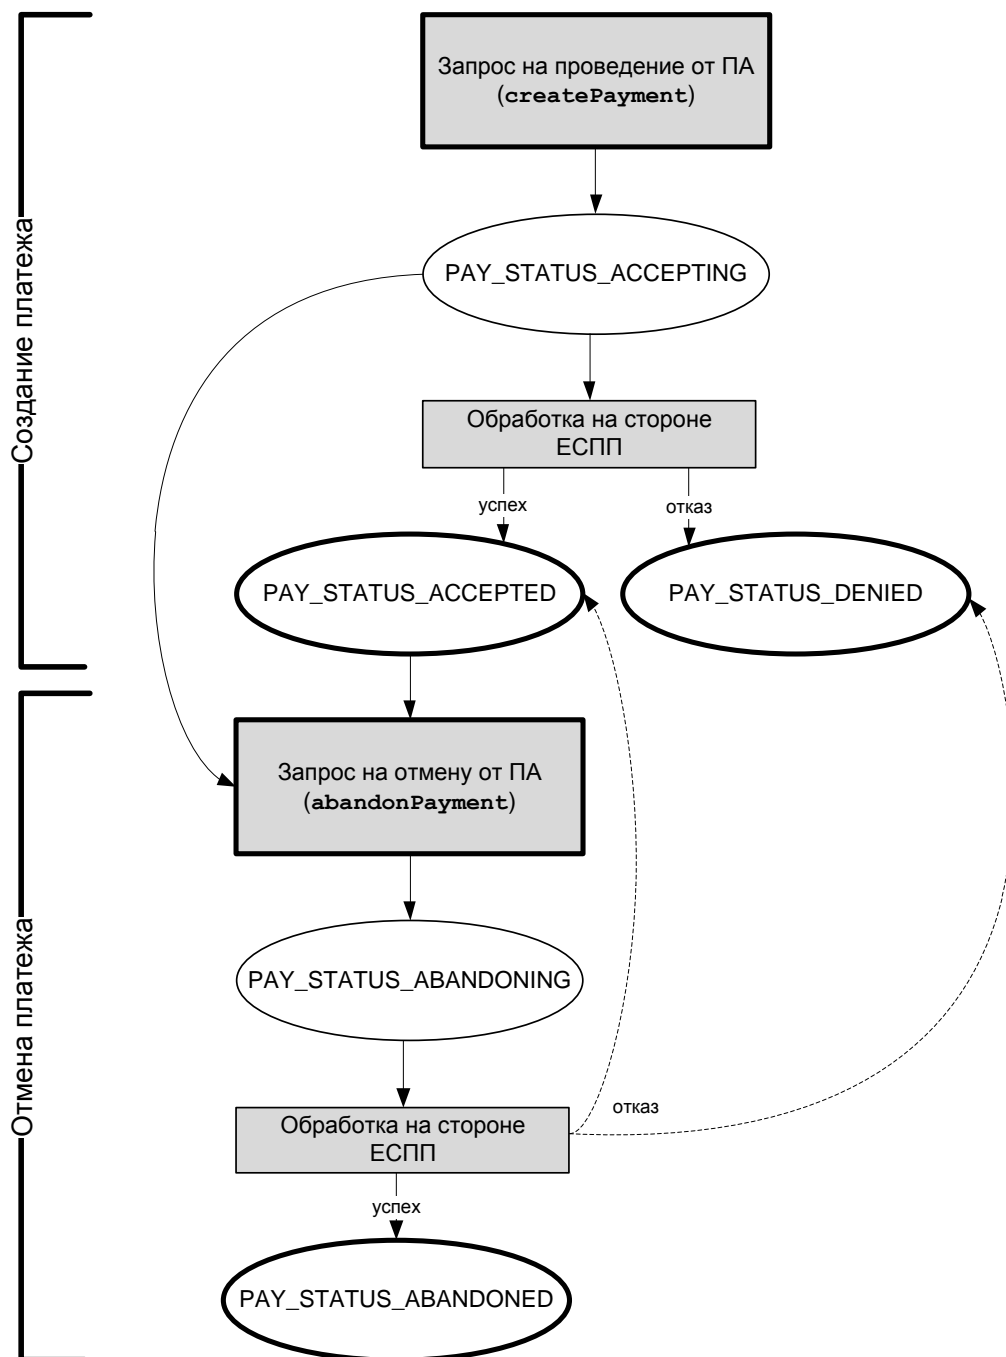 Создание платежа
Запрос на проведение от ПА
(createPayment)
PAY_STATUS_ACCEPTING
Обработка на стороне
ЕСПП
успех
отказ
PAY_STATUS_ACCEPTED
PAY_STATUS_DENIED
Отмена платежа
Запрос на отмену от ПА
(abandonPayment)
PAY_STATUS_ABANDONING
Обработка на стороне
ЕСПП
отказ
успех
PAY_STATUS_ABANDONED